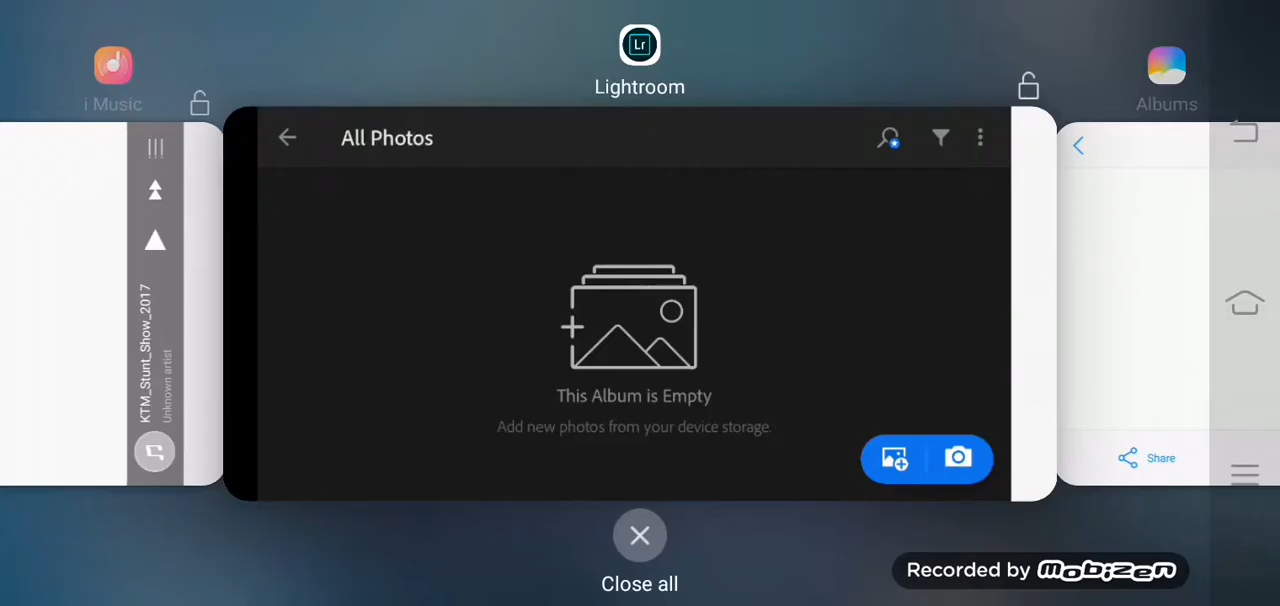 Lr
Lightroom
i Music
Albums
All Photos
KTM_Stunt_Show_2017
Unknown artist
This Album is Empty
Add new photos from your device storage.
Share
Close all
Recorded by mobizen